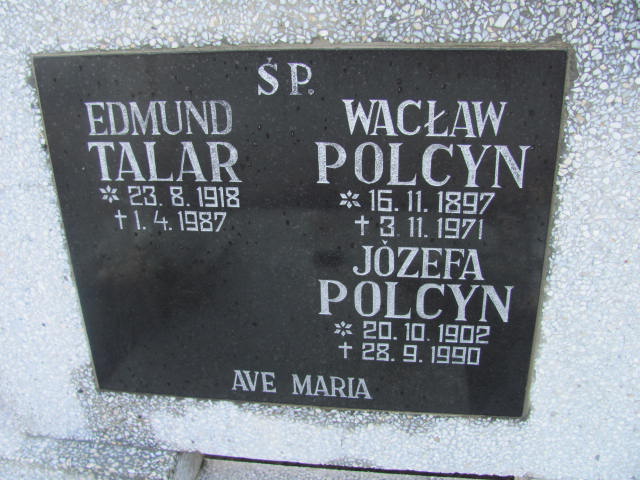 ŚP.
EDMUND
TALAR
* 23. 8. 1918
† 1. 4. 1987
WACŁAW
POLCYN
* 16. 11. 1897
† 3. 11. 1971
JÓZEFA
POLCYN
* 20. 10. 1902
† 28. 9. 1990
AVE MARIA